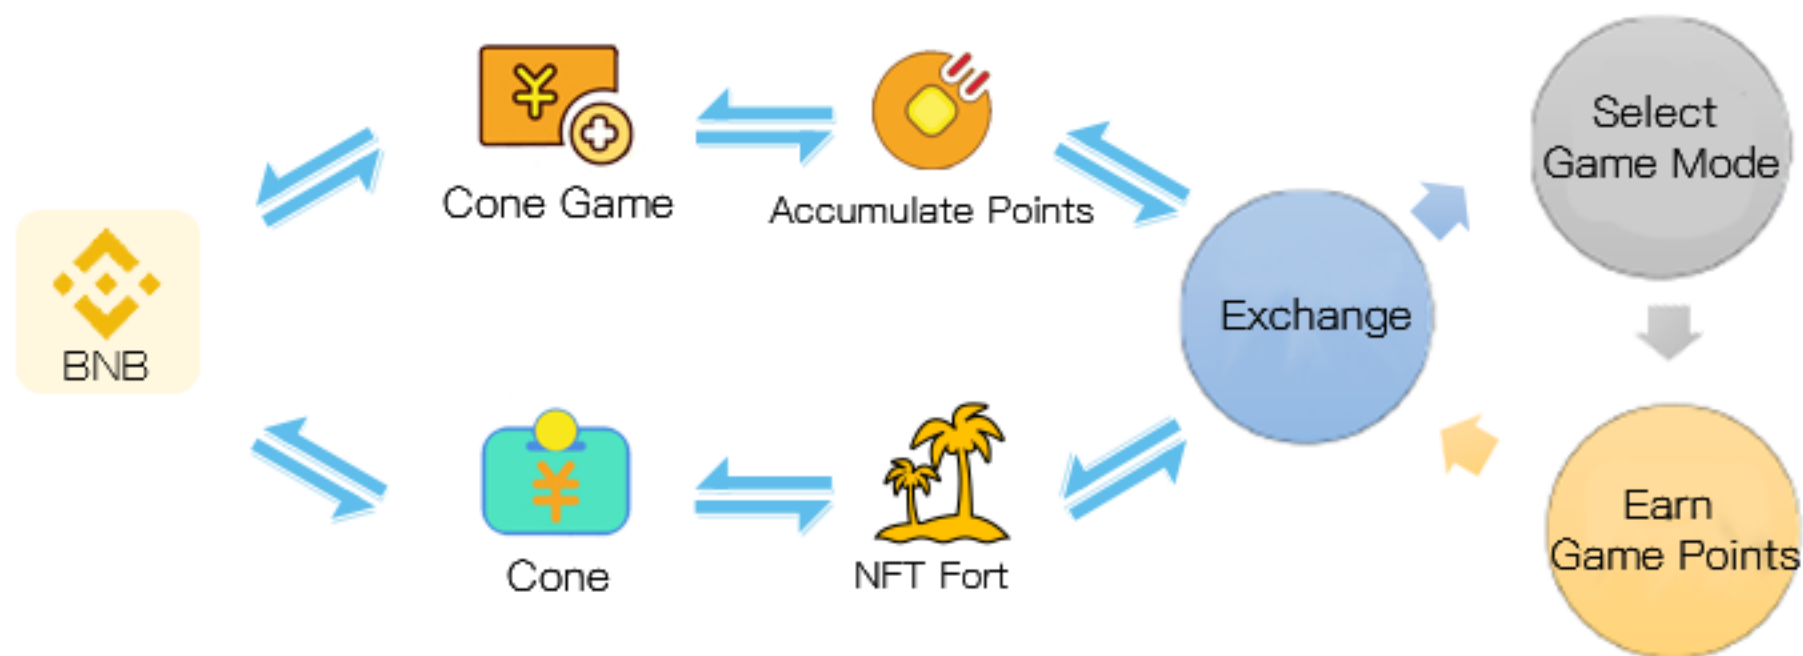 Cone Game
Accumulate Points
Select
Game Mode
BNB
Exchange
Cone
NFT Fort
Earn
Game Points